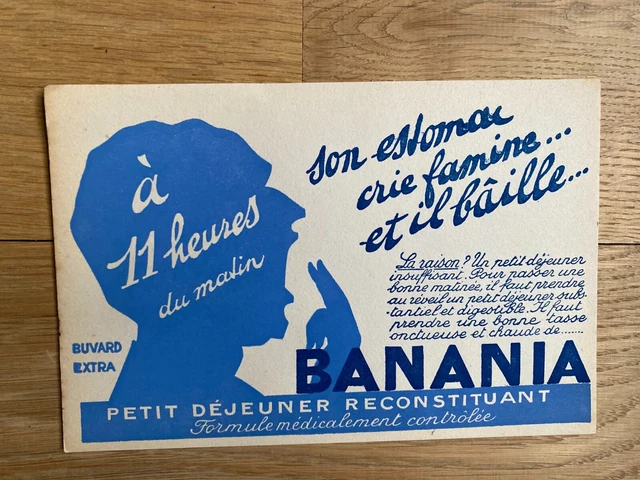 à
11 heures
du matin
son estomac
crie famine...
et il bâille...
La raison? Un petit déjeuner
insuffisant. Pour passer une
bonne matinée, il faut prendre
au réveil un petit déjeuner subs-
tantiel et digestible. Il faut
prendre une bonne tasse
onctueuse et chaude de.......
BUVARD
EXTRA
BANANIA
PETIT DÉJEUNER RECONSTITUANT
Formule médicalement contrôlée